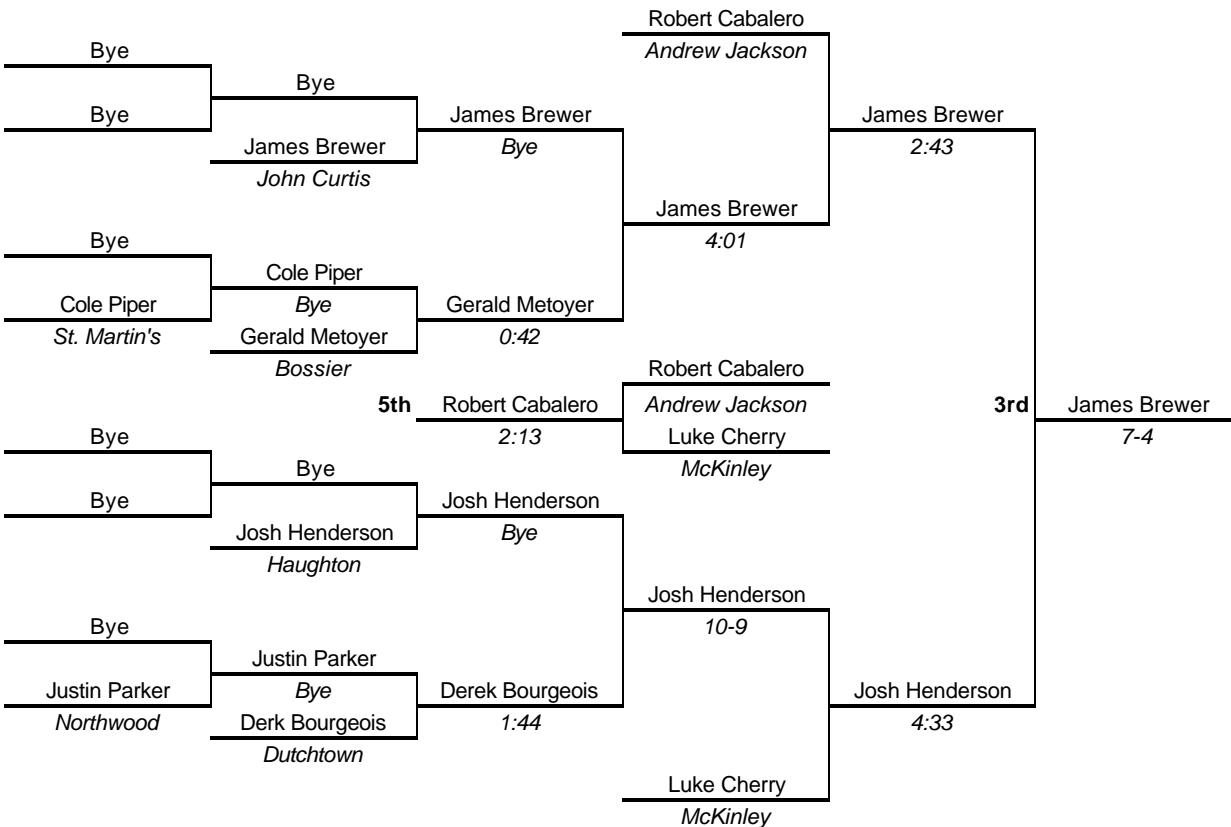 Robert Cabalero
Bye
Andrew Jackson
Bye
Bye
James Brewer
James Brewer
James Brewer
Bye
2:43
John Curtis
James Brewer
Bye
4:01
Cole Piper
Cole Piper
Bye
Gerald Metoyer
St. Martin's
Gerald Metoyer
0:42
Bossier
Robert Cabalero
5th
Robert Cabalero
Andrew Jackson
3rd
James Brewer
Bye
2:13
Luke Cherry
7-4
Bye
McKinley
Bye
Josh Henderson
Josh Henderson
Bye
Haughton
Josh Henderson
Bye
10-9
Justin Parker
Justin Parker
Bye
Derek Bourgeois
Josh Henderson
Northwood
Derk Bourgeois
1:44
4:33
Dutchtown
Luke Cherry
McKinley